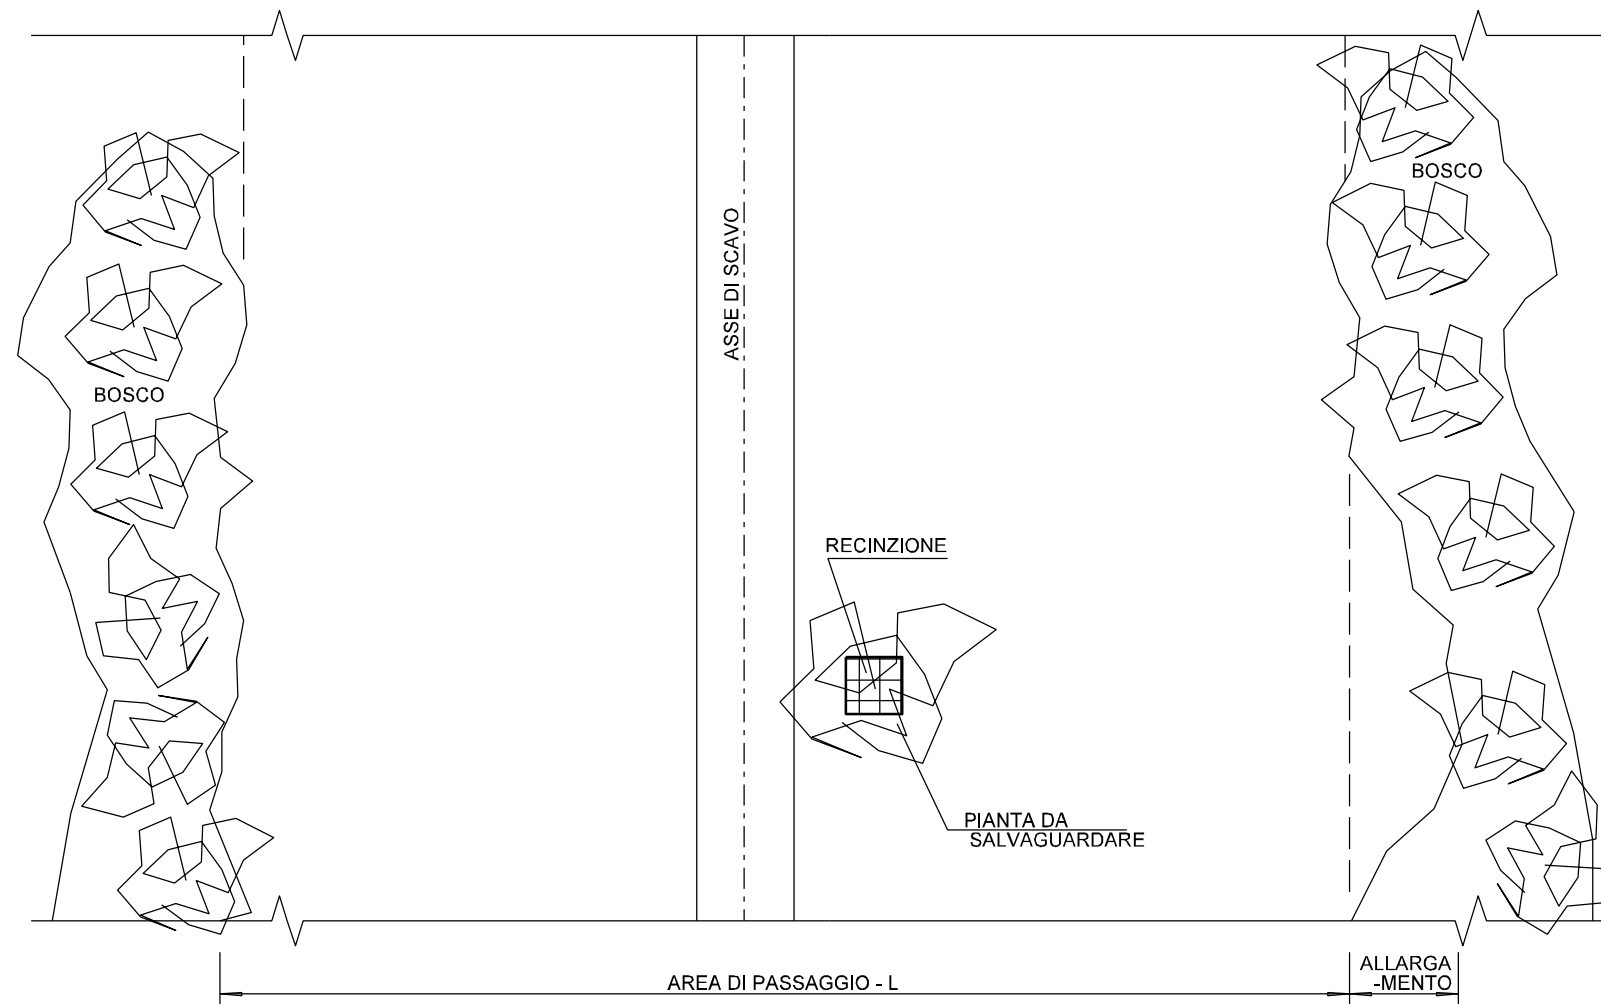 BOSCO
ASSE DI SCAVO
BOSCO
RECINZIONE
PIANTA DA
SALVAGUARDARE
AREA DI PASSAGGIO - L
ALLARGA
-MENTO